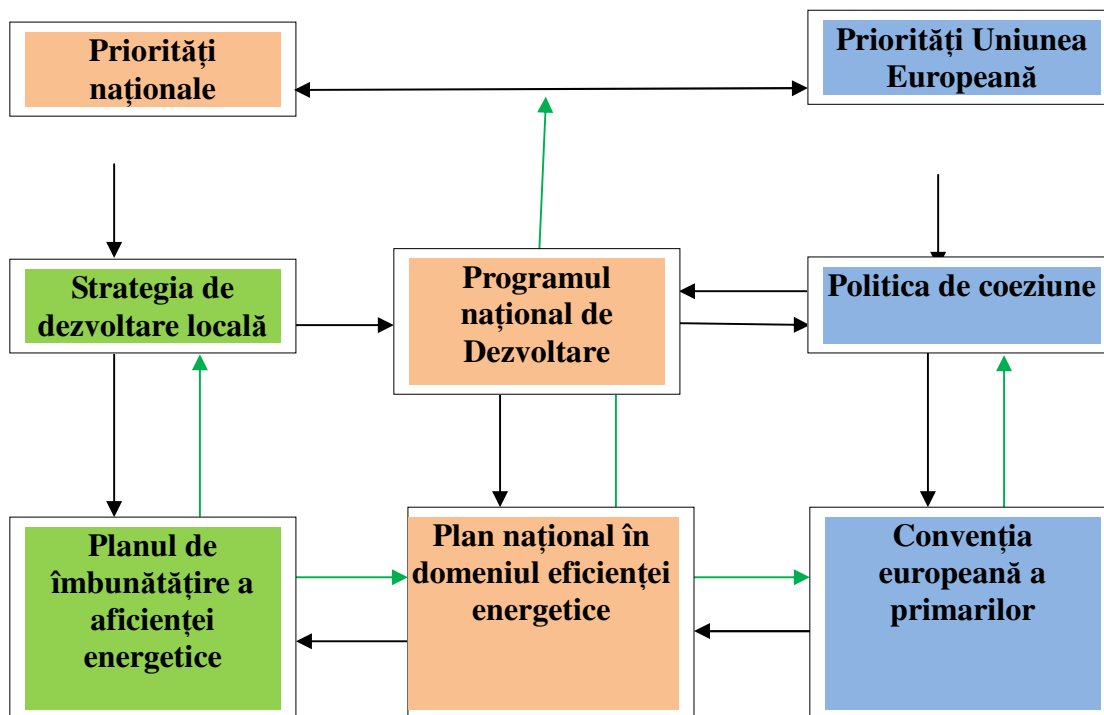 Priorități
naționale
Priorități Uniunea
Europeană
Strategia de
dezvoltare locală
Programul
național de
Dezvoltare
Politica de coeziune
Planul de
îmbunătățire a
aficienței
energetice
Plan național în
domeniul eficienței
energetice
Convenția
europeană a
primarilor